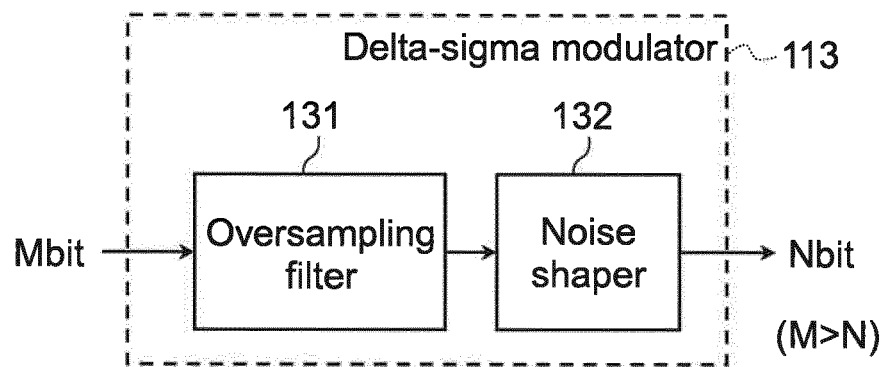 Delta-sigma modulator
113
131
132
Mbit
Oversampling
filter
Noise
shaper
Nbit
(M>N)